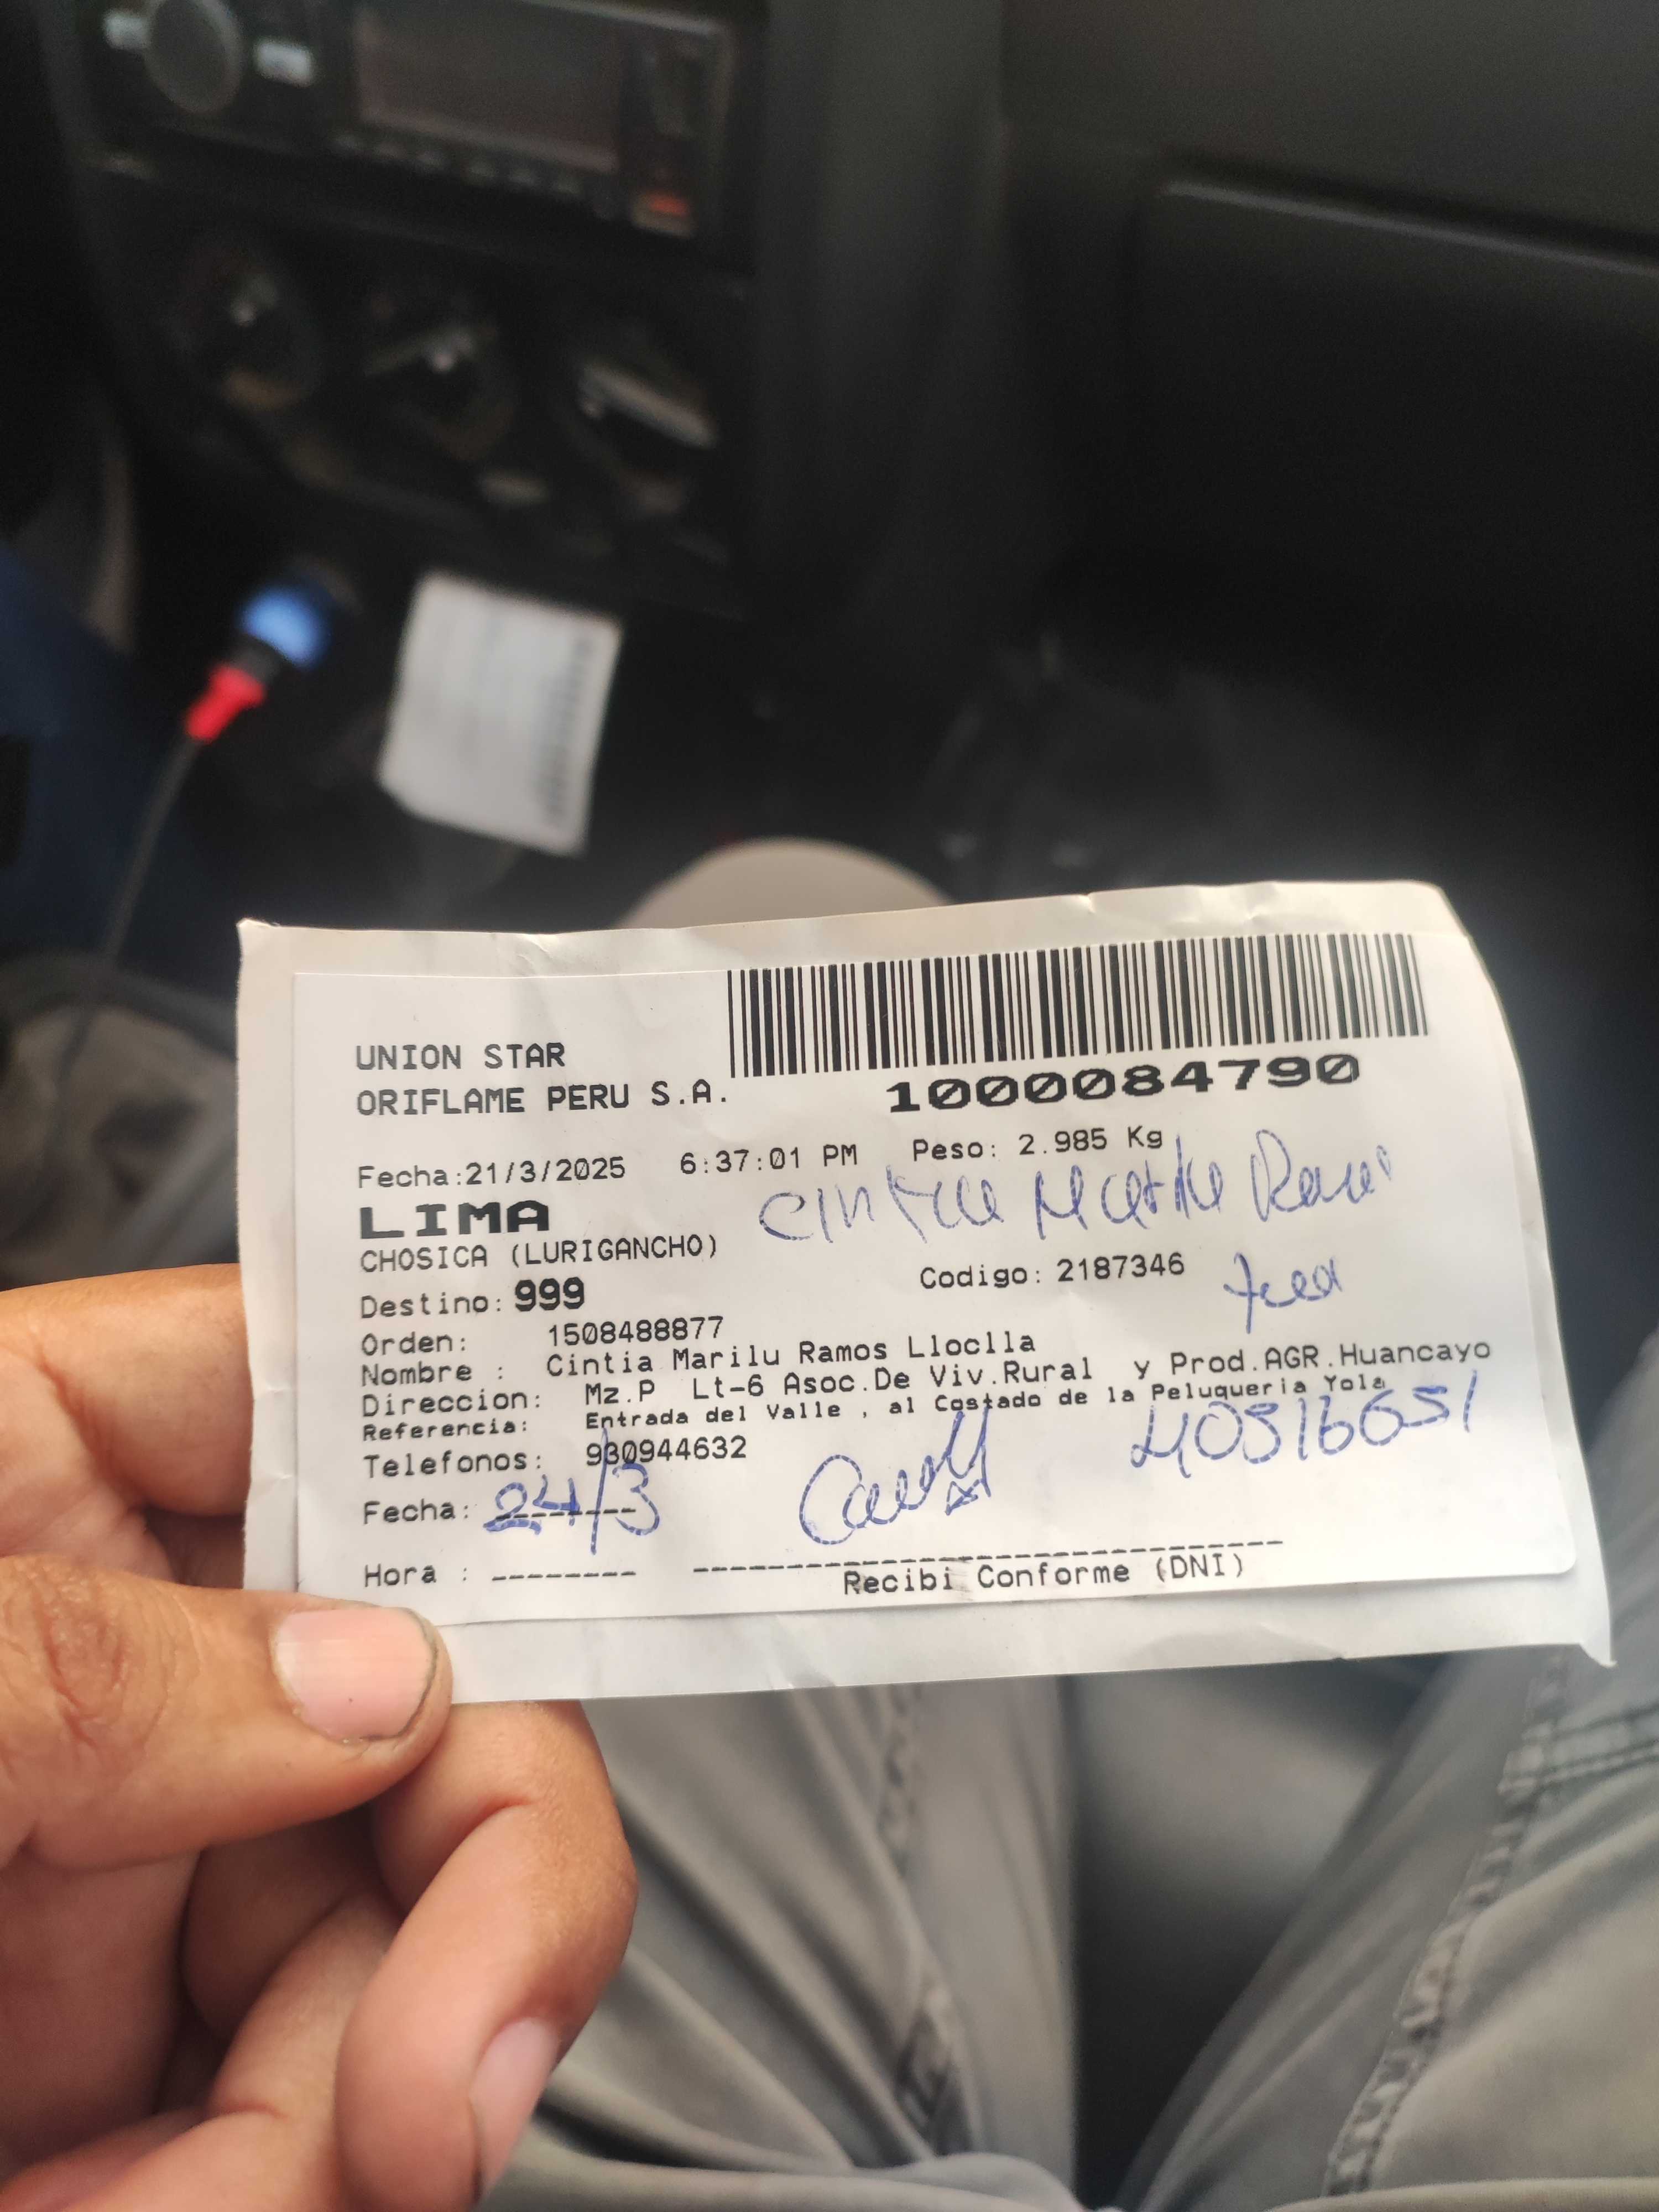 UNION STAR
ORIFLAME PERU S.A.
1000084790
Fecha:21/3/2025 6:37:01 PM Peso: 2.985 Kg
LIMA
CHOSICA (LURIGANCHO)
Destino: 999 Codigo: 2187346
Orden: 1508488877
Nombre : Cintia Marilu Ramos Lloclla
Direccion: Mz.P Lt-6 Asoc.De Viv.Rural y Prod.AGR.Huancayo
Referencia: Entrada del Valle , al Costado de la Peluqueria Yola
Telefonos: 930944632
40516651
Fecha: 24/3
Hora : --------
Recibi Conforme (DNI)